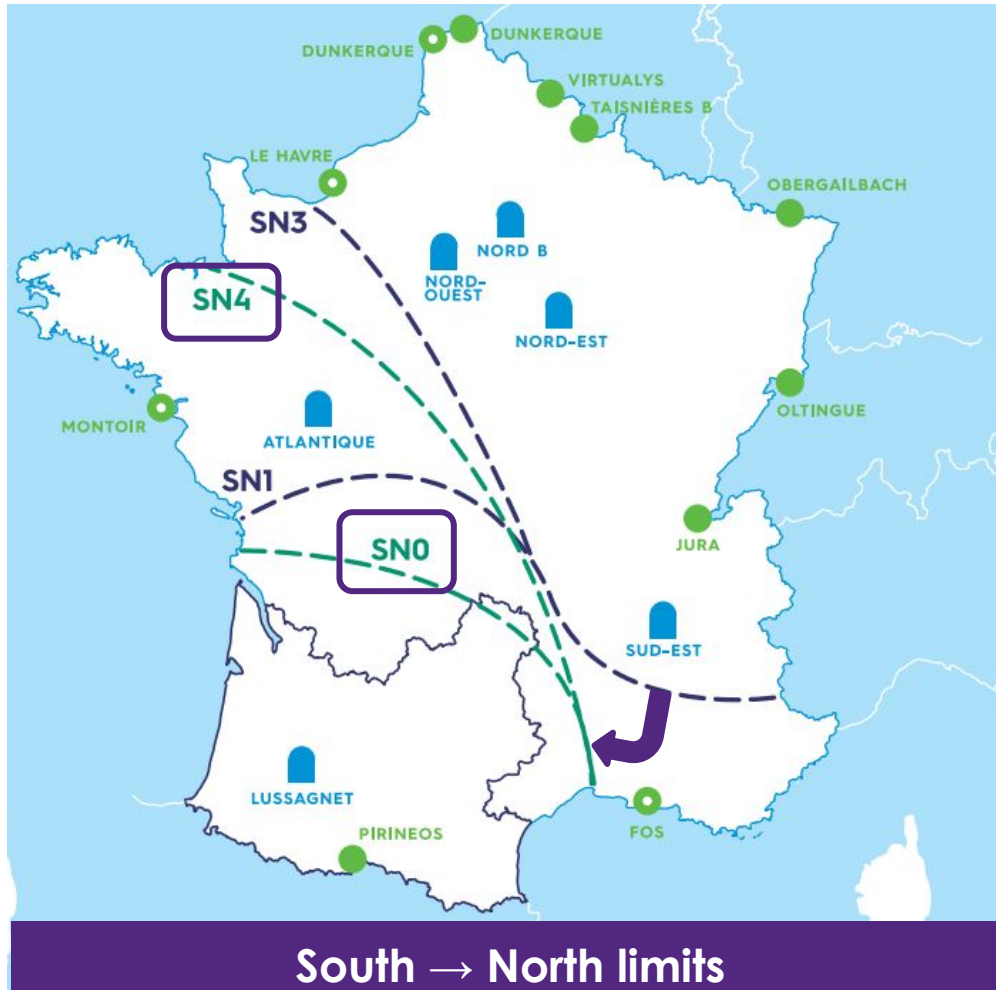 DUNKERQUE
DUNKERQUE
VIRTUALYS
TAISNIÈRES B
LE HAVRE
OBERGAILBACH
SN3
NORD B
NORD-
OUEST
SN4
NORD-EST
OLTINGUE
MONTOIR
ATLANTIQUE
SN1
SN0
JURA
SUD-EST
LUSSAGNET
PIRINEOS
FOS
South → North limits